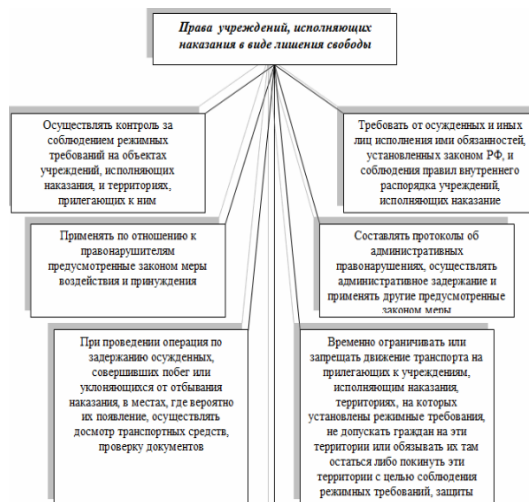 Права учреждений, исполняющих
наказания в виде лишения свободы
Осуществлять контроль за
соблюдением режимных
требований на объектах
учреждений, исполняющих
наказания, и территориях,
прилегающих к ним
Требовать от осужденных и иных
лиц исполнения ими обязанностей,
установленных законом РФ, и
соблюдения правил внутреннего
распорядка учреждений,
исполняющих наказание
Применять по отношению к
правонарушителям
предусмотренные законом меры
воздействия и принуждения
Составлять протоколы об
административных
правонарушениях, осуществлять
административное задержание и
применять другие предусмотренные
законом меры
При проведении операция по
задержанию осужденных,
совершивших побег или
уклоняющихся от отбывания
наказания, в местах, где вероятно
их появление, осуществлять
досмотр транспортных средств,
проверку документов
Временно ограничивать или
запрещать движение транспорта на
прилегающих к учреждениям,
исполняющим наказания,
территориях, на которых
установлены режимные требования,
не допускать граждан на эти
территории или обязывать их там
остаться либо покинуть эти
территории с целью соблюдения
режимных требований, защиты